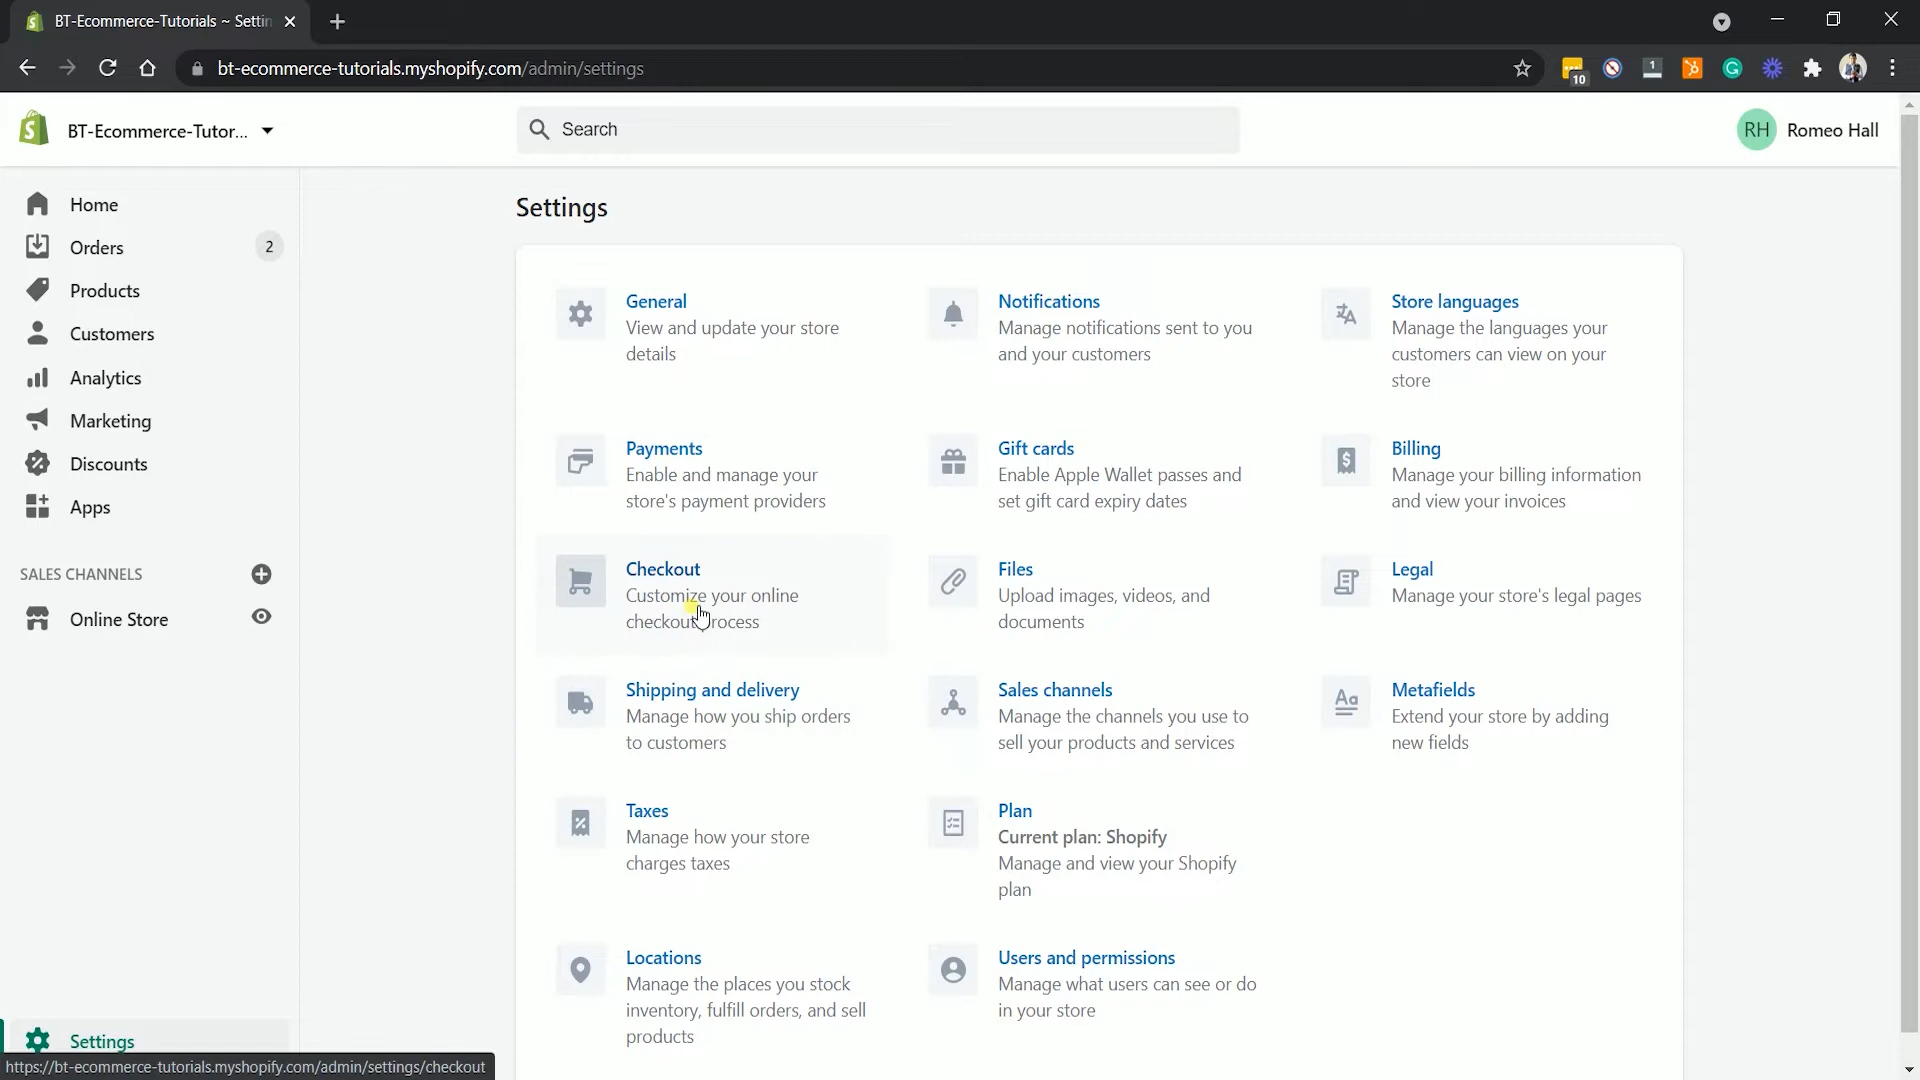 BT-Ecommerce-Tutorials ~ Settin
bt-ecommerce-tutorials.myshopify.com/admin/settings
10
1
BT-Ecommerce-Tutor...
Search
RH Romeo Hall
Home
Orders 2
Products
Customers
Analytics
Marketing
Discounts
Apps
SALES CHANNELS
Online Store
Settings
https://bt-ecommerce-tutorials.myshopify.com/admin/settings/checkout
Settings
General
View and update your store
details
Notifications
Manage notifications sent to you
and your customers
Store languages
Manage the languages your
customers can view on your
store
Payments
Enable and manage your
store's payment providers
Gift cards
Enable Apple Wallet passes and
set gift card expiry dates
Billing
Manage your billing information
and view your invoices
Checkout
Customize your online
checkout process
Files
Upload images, videos, and
documents
Legal
Manage your store's legal pages
Shipping and delivery
Manage how you ship orders
to customers
Sales channels
Manage the channels you use to
sell your products and services
Metafields
Extend your store by adding
new fields
Taxes
Manage how your store
charges taxes
Plan
Current plan: Shopify
Manage and view your Shopify
plan
Locations
Manage the places you stock
inventory, fulfill orders, and sell
products
Users and permissions
Manage what users can see or do
in your store